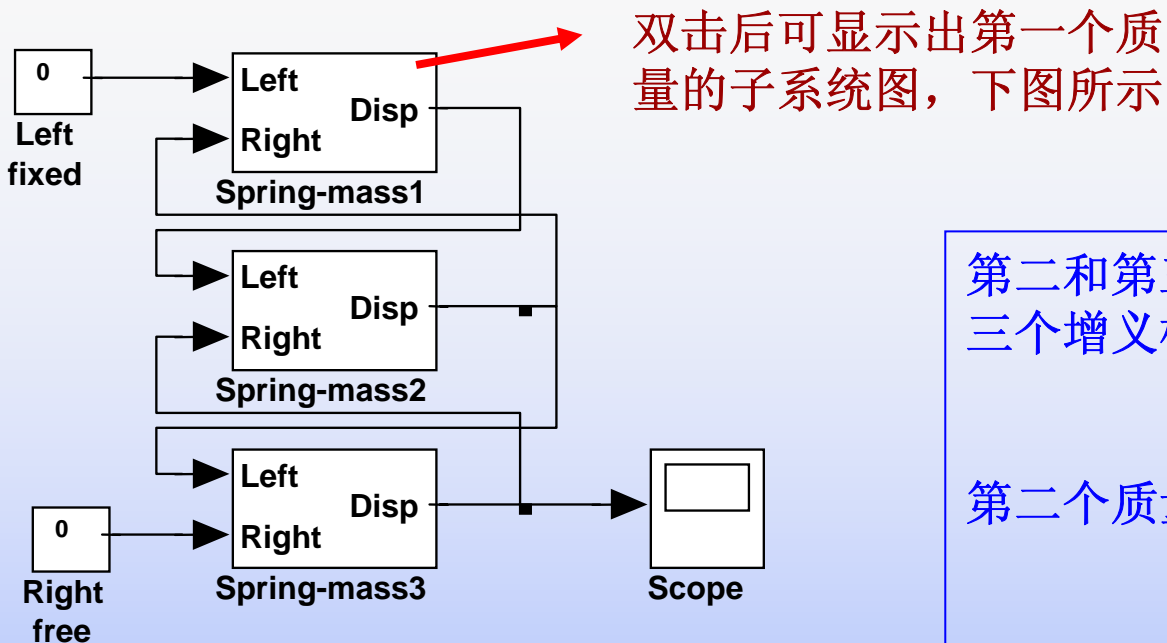 双击后可显示出第一个质
量的子系统图，下图所示
0
Left
fixed
Left
Right
Disp
Spring-mass1
Left
Right
Disp
Spring-mass2
Left
Right
Disp
Spring-mass3
0
Right
free
Scope
第二和第
三个增义
第二个质